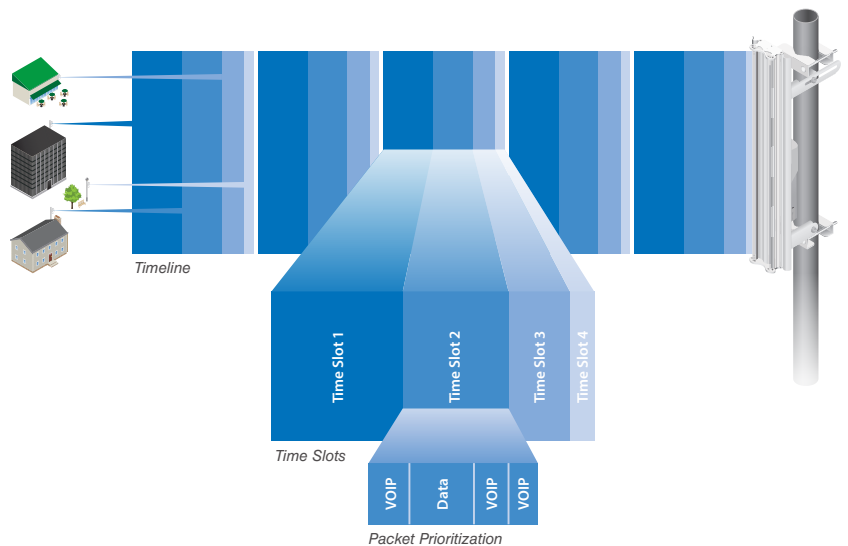 Timeline
Time Slot 1
Time Slot 2
Time Slot 3
Time Slot 4
Time Slots
VOIP
Data
VOIP
VOIP
Packet Prioritization